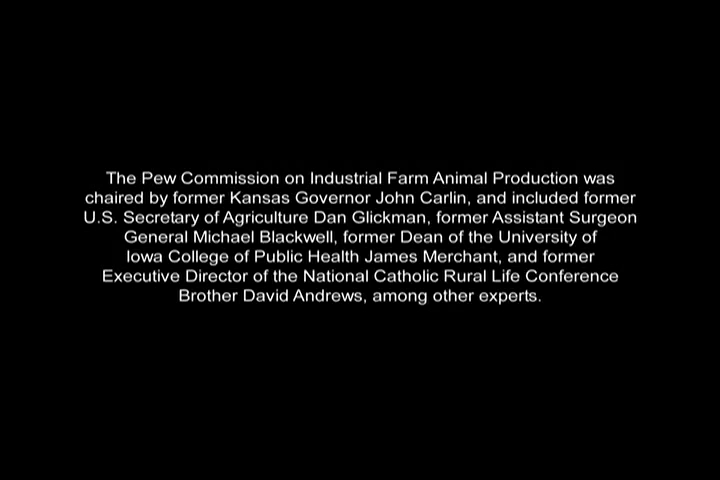 The Pew Commission on Industrial Farm Animal Production was
chaired by former Kansas Governor John Carlin, and included former
U.S. Secretary of Agriculture Dan Glickman, former Assistant Surgeon
General Michael Blackwell, former Dean of the University of
Iowa College of Public Health James Merchant, and former
Executive Director of the National Catholic Rural Life Conference
Brother David Andrews, among other experts.